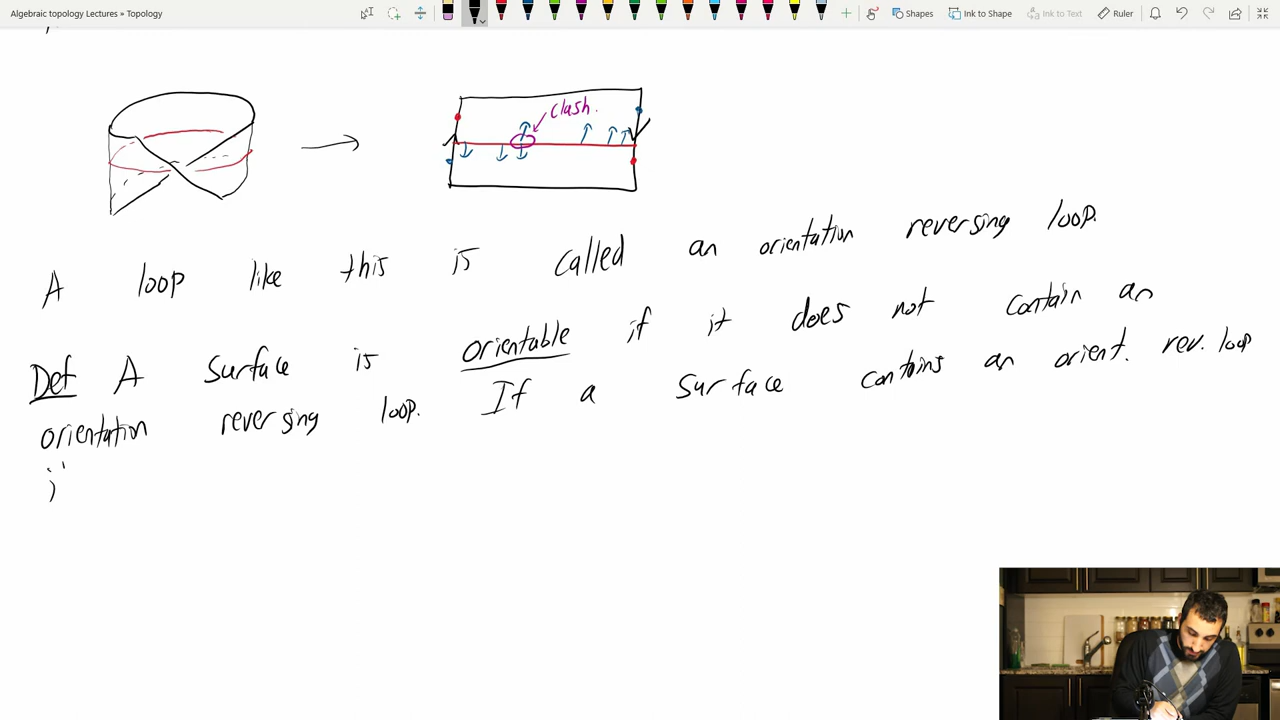 Algebraic topology Lectures » Topology
Shapes
Ink to Shape
Ink to Text
Ruler
clash.
A loop like this is called an orientation reversing loop.
Def A surface is orientable if it does not contain an
orientation reversing loop. If a surface contains an orient. rev. loop